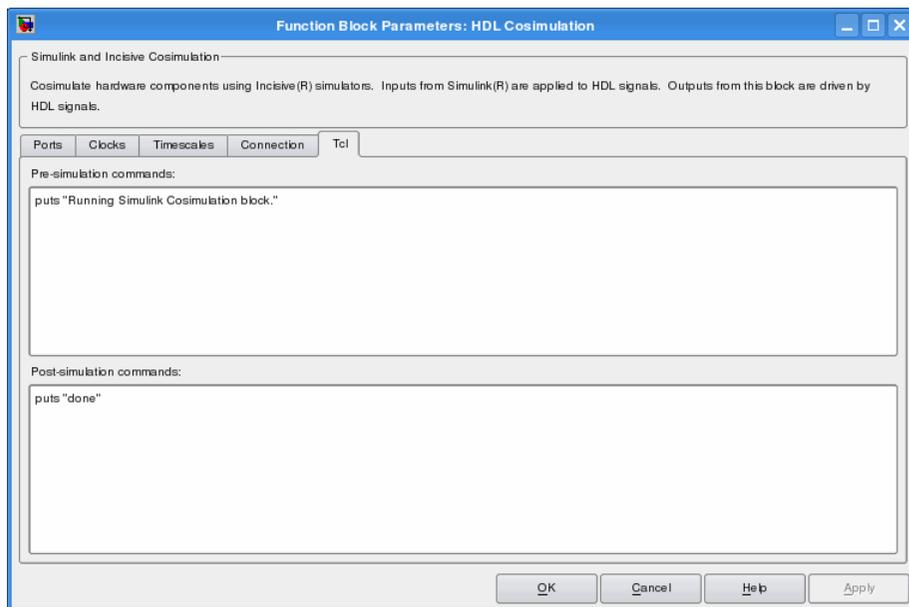 Function Block Parameters: HDL Cosimulation
Simulink and Incisive Cosimulation
Cosimulate hardware components using Incisive(R) simulators. Inputs from Simulink(R) are applied to HDL signals. Outputs from this block are driven by
HDL signals.
Ports Clocks Timescales Connection Tcl
Pre-simulation commands:
puts "Running Simulink Cosimulation block."
Post-simulation commands:
puts "done"
OK Cancel Help Apply